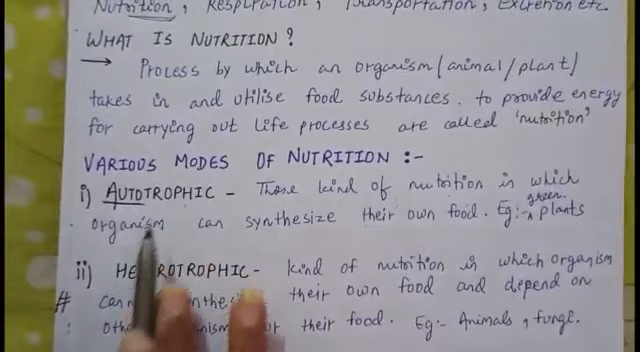 Nutrition, Respiration, Transportation, Excretion etc.
WHAT IS NUTRITION?
→ Process by which an organism/animal/plant/
takes in and utilise food substances. to provide energy
for carrying out life processes are called 'nutrition'
VARIOUS MODES OF NUTRITION :-
i) AUTOTROPHIC - Those kind of nutrition in which
organism can synthesize their own food. Eg:- green plants
ii) HE ROTROPHIC - kind of nutrition in which organism
# their own food and depend on
their food. Eg:- Animals, fungi.